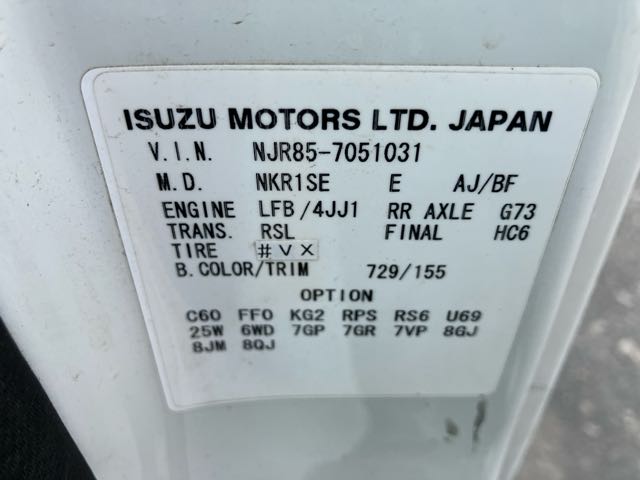 ISUZU MOTORS LTD. JAPAN
V.I.N. NJR85-7051031
M.D. NKR1SE E AJ/BF
ENGINE LFB/4JJ1 RR AXLE G73
TRANS. RSL FINAL HC6
TIRE #VX
B.COLOR/TRIM 729/155
OPTION
C60 FF0 KG2 RPS RS6 U69
25W 6WD 7GP 7GR 7VP 8GJ
8JM 8QJ